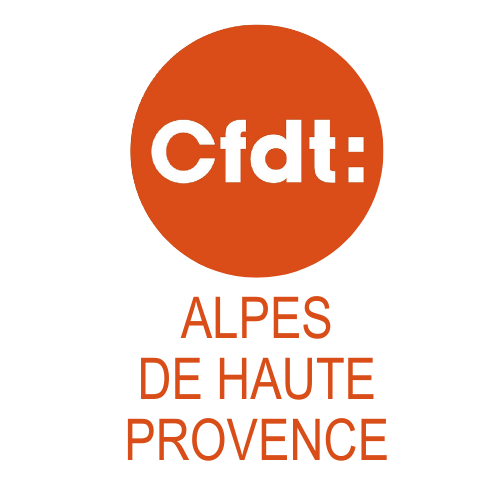 Cfdt:
ALPES
DE HAUTE
PROVENCE